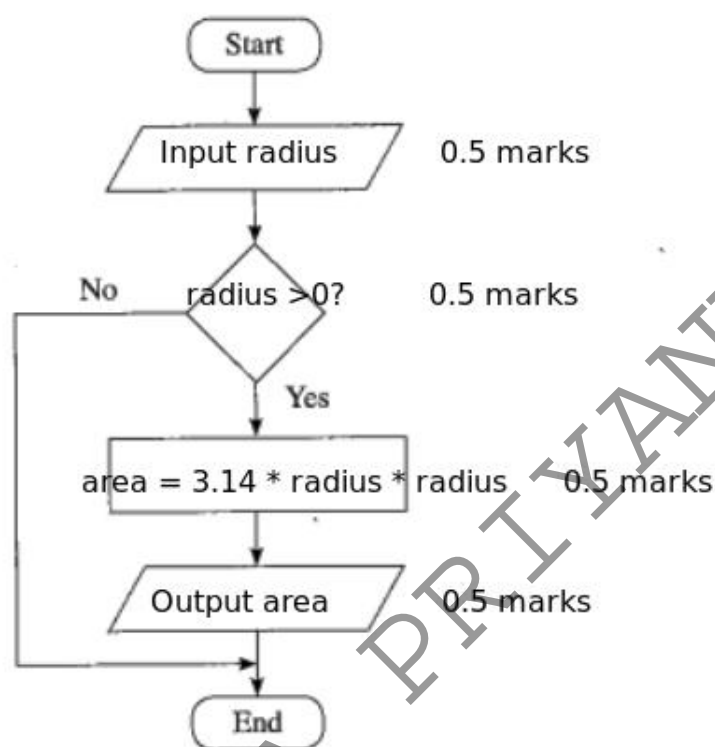 Start
Input radius 0.5 marks
radius >0? 0.5 marks
No
Yes
area = 3.14 * radius * radius 0.5 marks
Output area 0.5 marks
End
PRIYAN